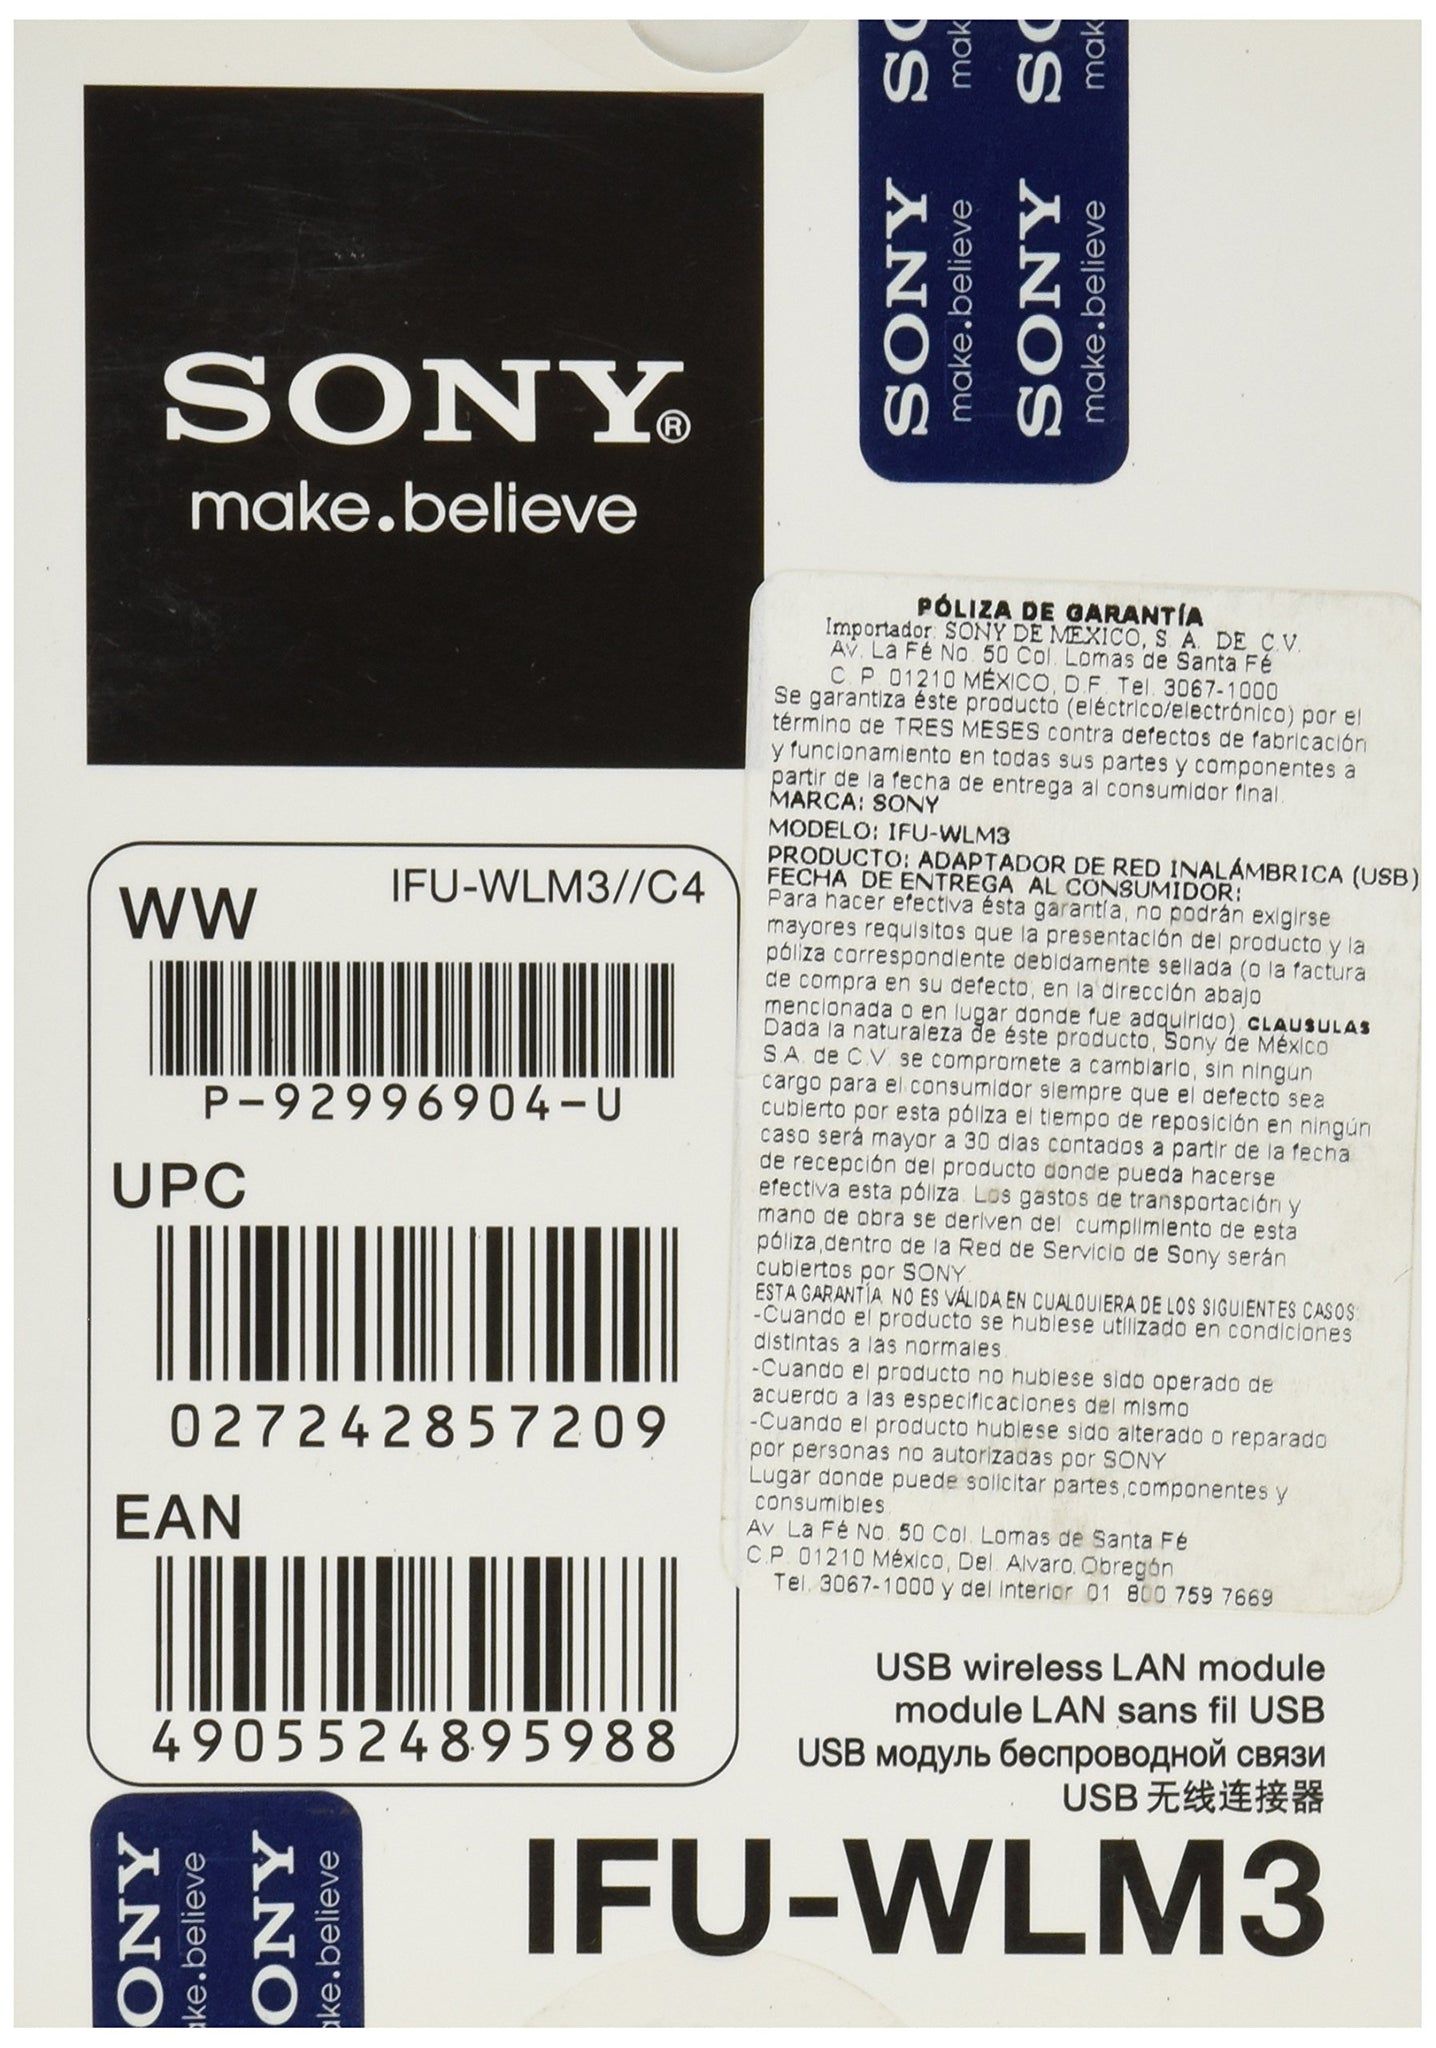 SONY®
make.believe
SO
mak
SO
mak
SONY
make.believe
SONY
make.believe
PÓLIZA DE GARANTÍA
Importador: SONY DE MEXICO, S. A. DE C.V.
Av. La Fé No. 50 Col. Lomas de Santa Fé
C. P. 01210 MÉXICO, D.F. Tel. 3067-1000
Se garantiza éste producto (eléctrico/electrónico) por el
término de TRES MESES contra defectos de fabricación
y funcionamiento en todas sus partes y componentes a
partir de la fecha de entrega al consumidor final.
MARCA: SONY
MODELO: IFU-WLM3
PRODUCTO: ADAPTADOR DE RED INALÁMBRICA (USB)
FECHA DE ENTREGA AL CONSUMIDOR:
Para hacer efectiva ésta garantía, no podrán exigirse
mayores requisitos que la presentación del producto y la
póliza correspondiente debidamente sellada (o la factura
de compra en su defecto, en la dirección abajo
mencionada o en lugar donde fue adquirido). CLAUSULAS
Dada la naturaleza de éste producto, Sony de México
S.A. de C.V. se compromete a cambiarlo, sin ningun
cargo para el consumidor siempre que el defecto sea
cubierto por esta póliza el tiempo de reposición en ningún
caso será mayor a 30 dias contados a partir de la fecha
de recepción del producto donde pueda hacerse
efectiva esta póliza. Los gastos de transportación y
mano de obra se deriven del cumplimiento de esta
póliza,dentro de la Red de Servicio de Sony serán
cubiertos por SONY
ESTA GARANTÍA NO ES VÁLIDA EN CUALQUIERA DE LOS SIGUIENTES CASOS:
-Cuando el producto se hubiese utilizado en condiciones
distintas a las normales.
-Cuando el producto no hubiese sido operado de
acuerdo a las especificaciones del mismo
-Cuando el producto hubiese sido alterado o reparado
por personas no autorizadas por SONY
Lugar donde puede solicitar partes,componentes y
consumibles.
Av. La Fé No. 50 Col. Lomas de Santa Fé
C.P. 01210 México, Del. Alvaro Obregón
Tel. 3067-1000 y del interior 01 800 759 7669
WW
IFU-WLM3//C4
P-92996904-U
UPC
027242857209
EAN
4905524895988
USB wireless LAN module
module LAN sans fil USB
USB модуль беспроводной связи
USB 无线连接器
IFU-WLM3
ONY
ake.believe
ONY
ake.believe